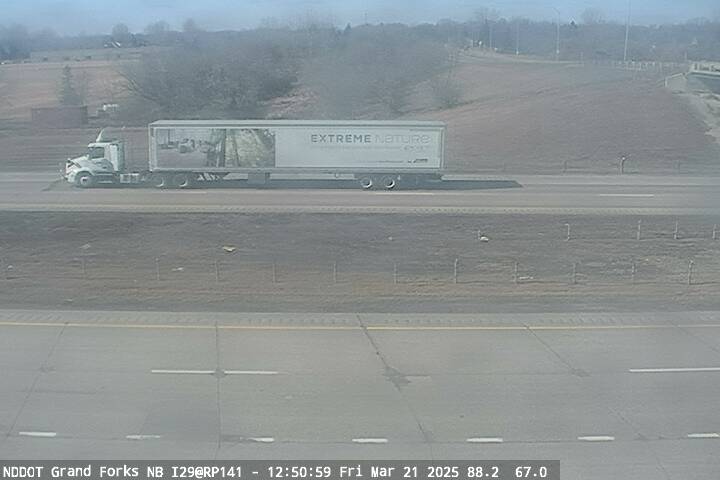 EXTREME NATURE
NDDOT Grand Forks NB I29@RP141 - 12:50:59 Fri Mar 21 2025 88.2 67.0